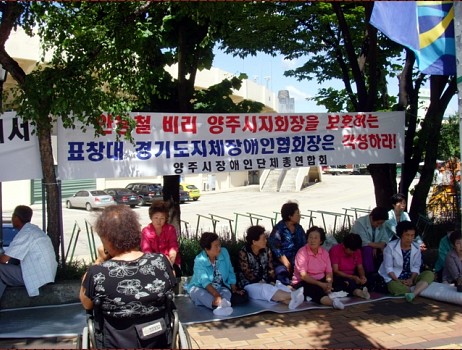 비리 양주시지회장을 보호하는
표창대 경기도지체장애인협회장은 각성하라!
양주시장애인단체총연합회